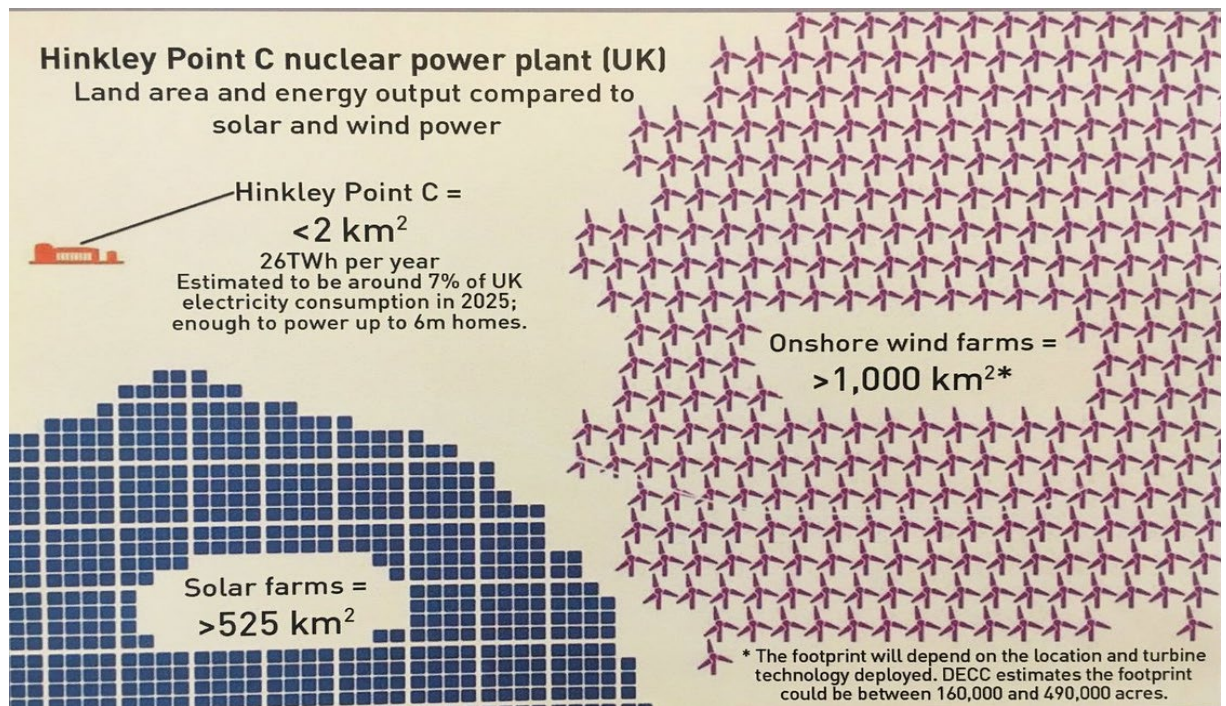 Hinkley Point C nuclear power plant (UK)
Land area and energy output compared to
solar and wind power
Hinkley Point C =
<2 km²
26TWh per year
Estimated to be around 7% of UK
electricity consumption in 2025;
enough to power up to 6m homes.
Onshore wind farms =
>1,000 km²*
Solar farms =
>525 km²
* The footprint will depend on the location and turbine
technology deployed. DECC estimates the footprint
could be between 160,000 and 490,000 acres.